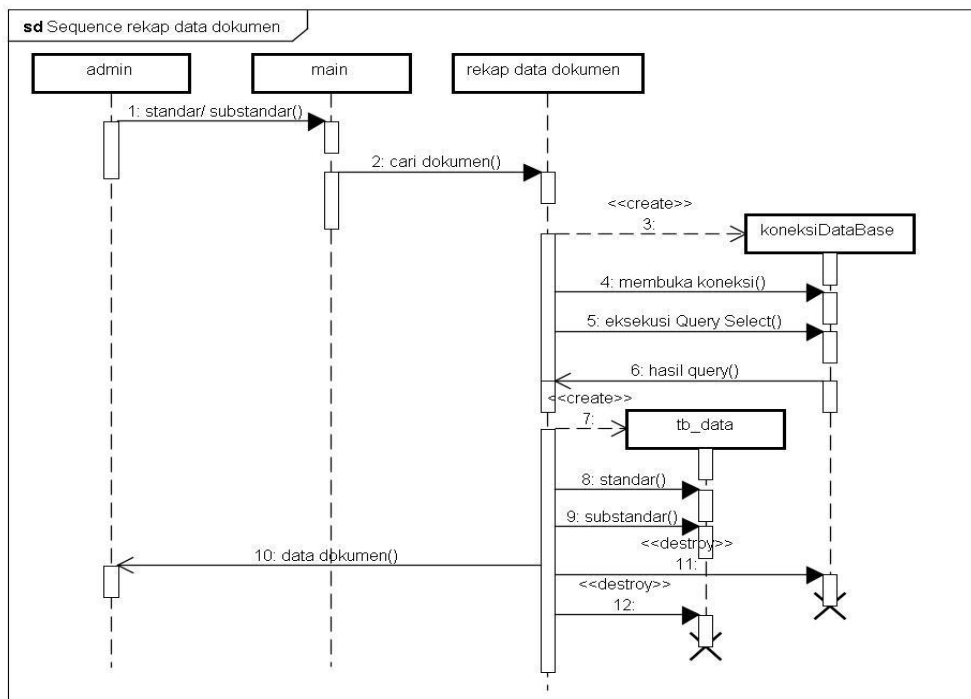 sd Sequence rekap data dokumen
admin
main
rekap data dokumen
1: standar/ substandar()
2: cari dokumen()
<<create>>
3:
koneksiDataBase
4: membuka koneksi()
5: eksekusi Query Select()
6: hasil query()
<<create>>
7:
tb_data
8: standar()
9: substandar()
<<destroy>>
10: data dokumen()
11:
<<destroy>>
12: